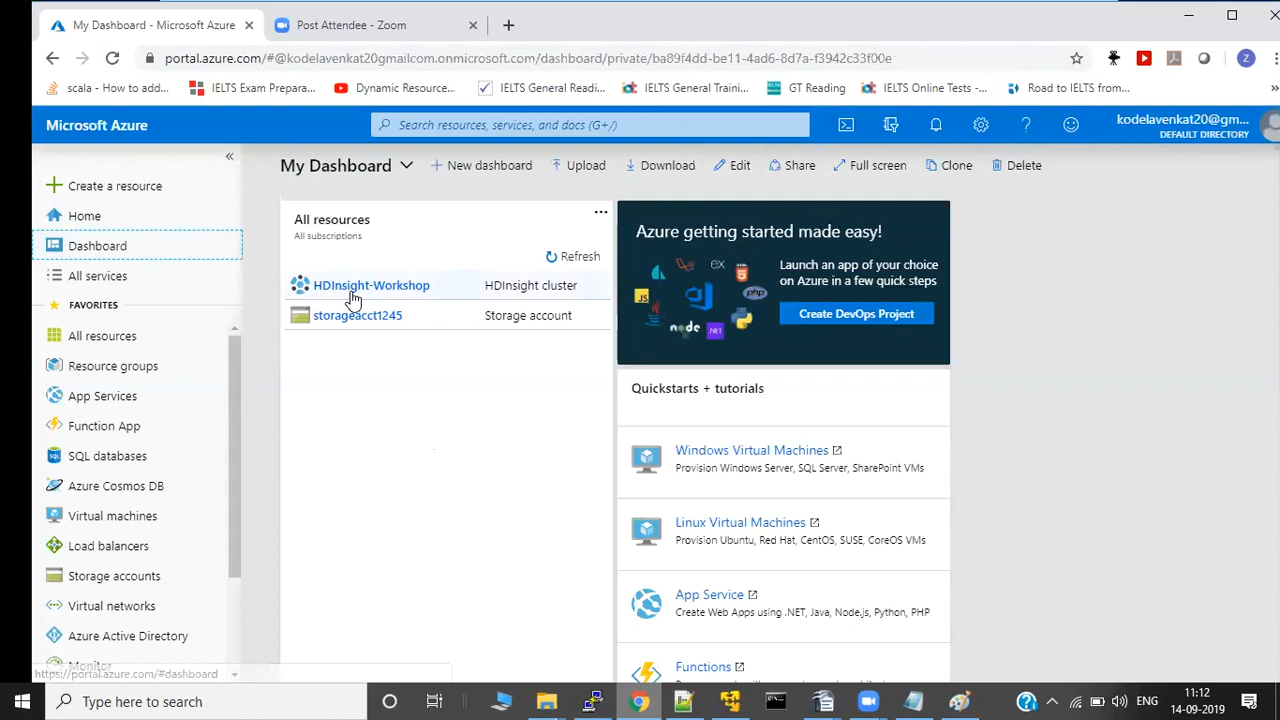 My Dashboard - Microsoft Azure
Post Attendee - Zoom
portal.azure.com/#@kodelavenkat20gmailkomm.onmicrosoft.com/dashboard/private/ba89f4dd-be11-4ad6-8d7a-f3942c33f00e
scala - How to add...
IELTS Exam Prepara...
Dynamic Resource...
IELTS General Readi...
IELTS General Traini...
GT Reading
IELTS Online Tests -...
Road to IELTS from...
»
Microsoft Azure
Search resources, services, and docs (G+/)
kodelavenkat20@gm...
DEFAULT DIRECTORY
«
My Dashboard
New dashboard
Upload
Download
Edit
Share
Full screen
Clone
Delete
Create a resource
Home
Dashboard
All services
FAVORITES
All resources
Resource groups
App Services
Function App
SQL databases
Azure Cosmos DB
Virtual machines
Load balancers
Storage accounts
Virtual networks
Azure Active Directory
Monitor
https://portal.azure.com/#dashboard
All resources
All subscriptions
Refresh
HDInsight-Workshop HDInsight cluster
storageacct1245 Storage account
Azure getting started made easy!
Launch an app of your choice
on Azure in a few quick steps
Create DevOps Project
JS
ex
php
node
.NET
Quickstarts + tutorials
Windows Virtual Machines
Provision Windows Server, SQL Server, SharePoint VMs
Linux Virtual Machines
Provision Ubuntu, Red Hat, CentOS, SUSE, CoreOS VMs
App Service
Create Web Apps using .NET, Java, Node.js, Python, PHP
Functions
Type here to search
ENG
11:12
14-09-2019